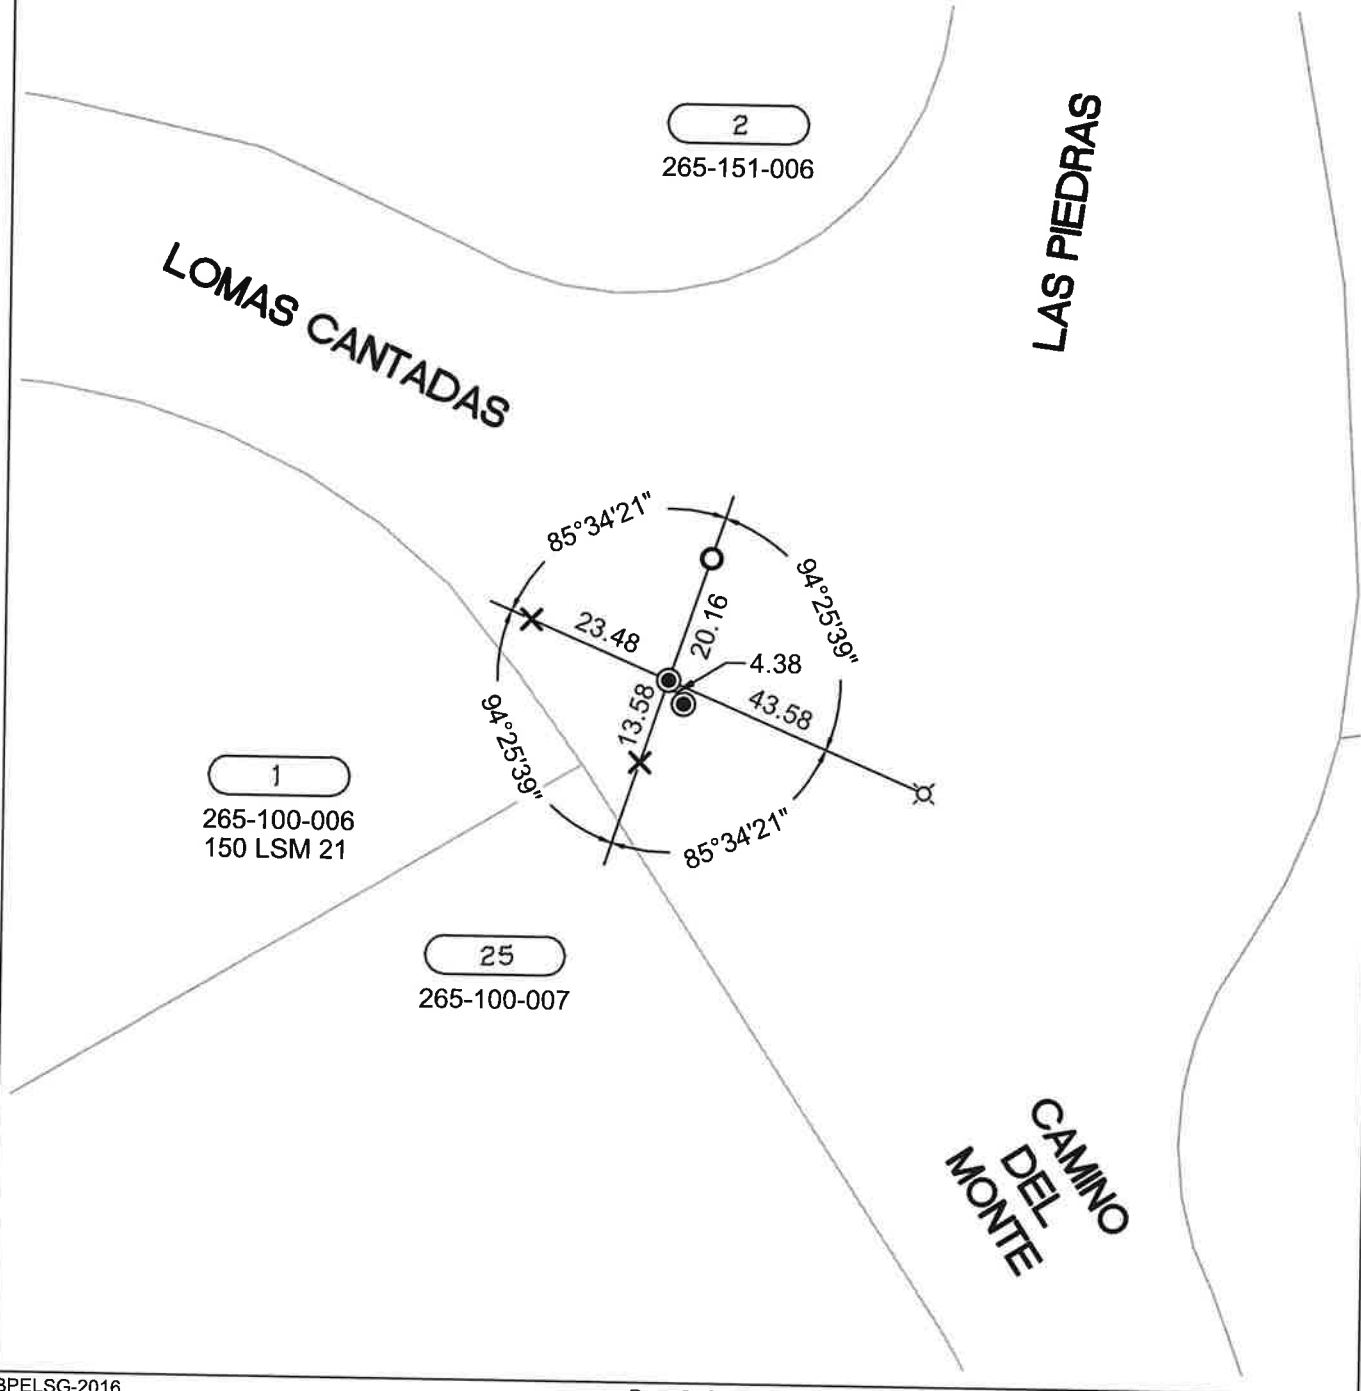 2
265-151-006
LAS PIEDRAS
LOMAS CANTADAS
85°34'21"
94°25'39"
23.48
20.16
4.38
13.58
43.58
94°25'39"
85°34'21"
1
265-100-006
150 LSM 21
25
265-100-007
CAMINO
DEL
MONTE
BPELSG-2016